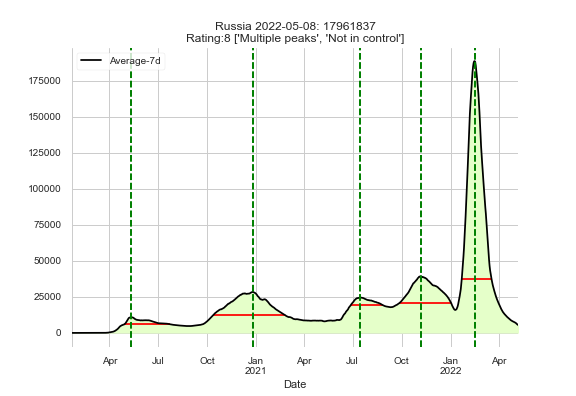 Russia 2022-05-08: 17961837
Rating:8 ['Multiple peaks', 'Not in control']
Average-7d
175000
150000
125000
100000
75000
50000
25000
0
Apr Jul Oct Jan Apr Jul Oct Jan Apr
2021 2022
Date